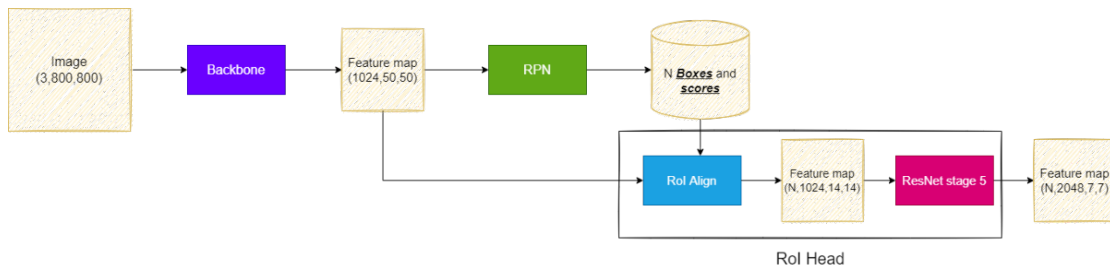 Image
(3,800,800)
Backbone
Feature map
(1024,50,50)
RPN
N Boxes and
scores
RoI Align
Feature map
(N,1024,14,14)
ResNet stage 5
Feature map
(N,2048,7,7)
RoI Head